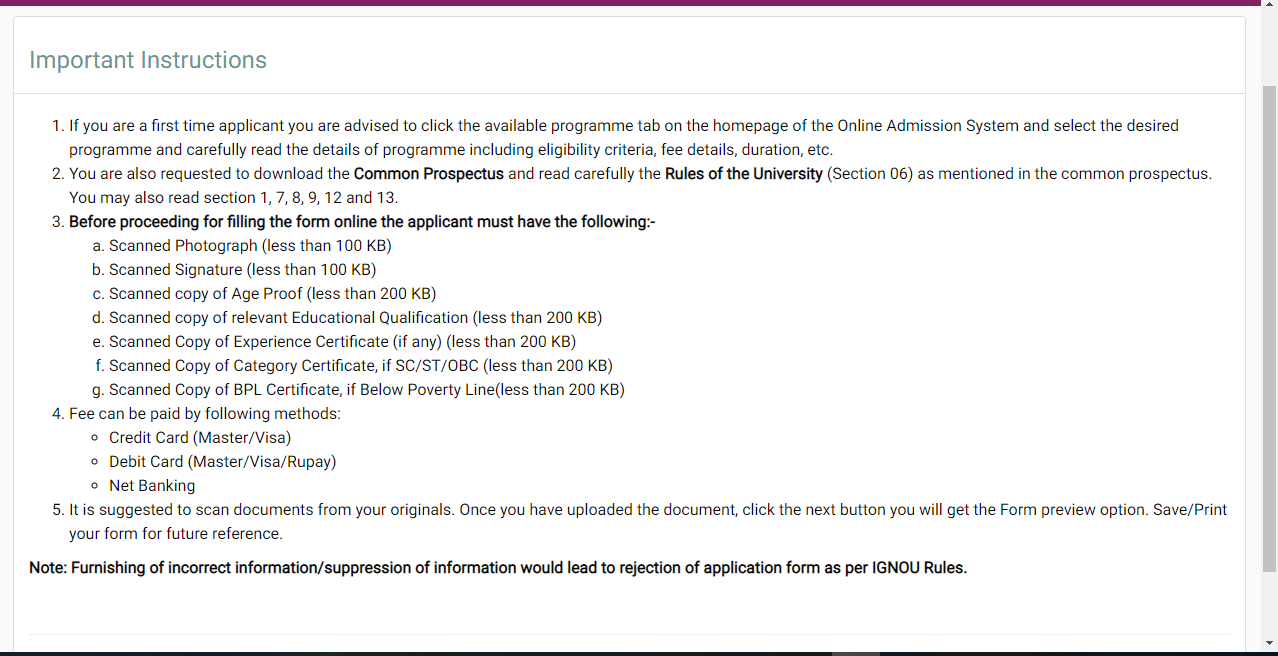 Important Instructions
1. If you are a first time applicant you are advised to click the available programme tab on the homepage of the Online Admission System and select the desired
programme and carefully read the details of programme including eligibility criteria, fee details, duration, etc.
2. You are also requested to download the Common Prospectus and read carefully the Rules of the University (Section 06) as mentioned in the common prospectus.
You may also read section 1, 7, 8, 9, 12 and 13.
3. Before proceeding for filling the form online the applicant must have the following:-
a. Scanned Photograph (less than 100 KB)
b. Scanned Signature (less than 100 KB)
c. Scanned copy of Age Proof (less than 200 KB)
d. Scanned copy of relevant Educational Qualification (less than 200 KB)
e. Scanned Copy of Experience Certificate (if any) (less than 200 KB)
f. Scanned Copy of Category Certificate, if SC/ST/OBC (less than 200 KB)
g. Scanned Copy of BPL Certificate, if Below Poverty Line(less than 200 KB)
4. Fee can be paid by following methods:
◦ Credit Card (Master/Visa)
◦ Debit Card (Master/Visa/Rupay)
◦ Net Banking
5. It is suggested to scan documents from your originals. Once you have uploaded the document, click the next button you will get the Form preview option. Save/Print
your form for future reference.
Note: Furnishing of incorrect information/suppression of information would lead to rejection of application form as per IGNOU Rules.